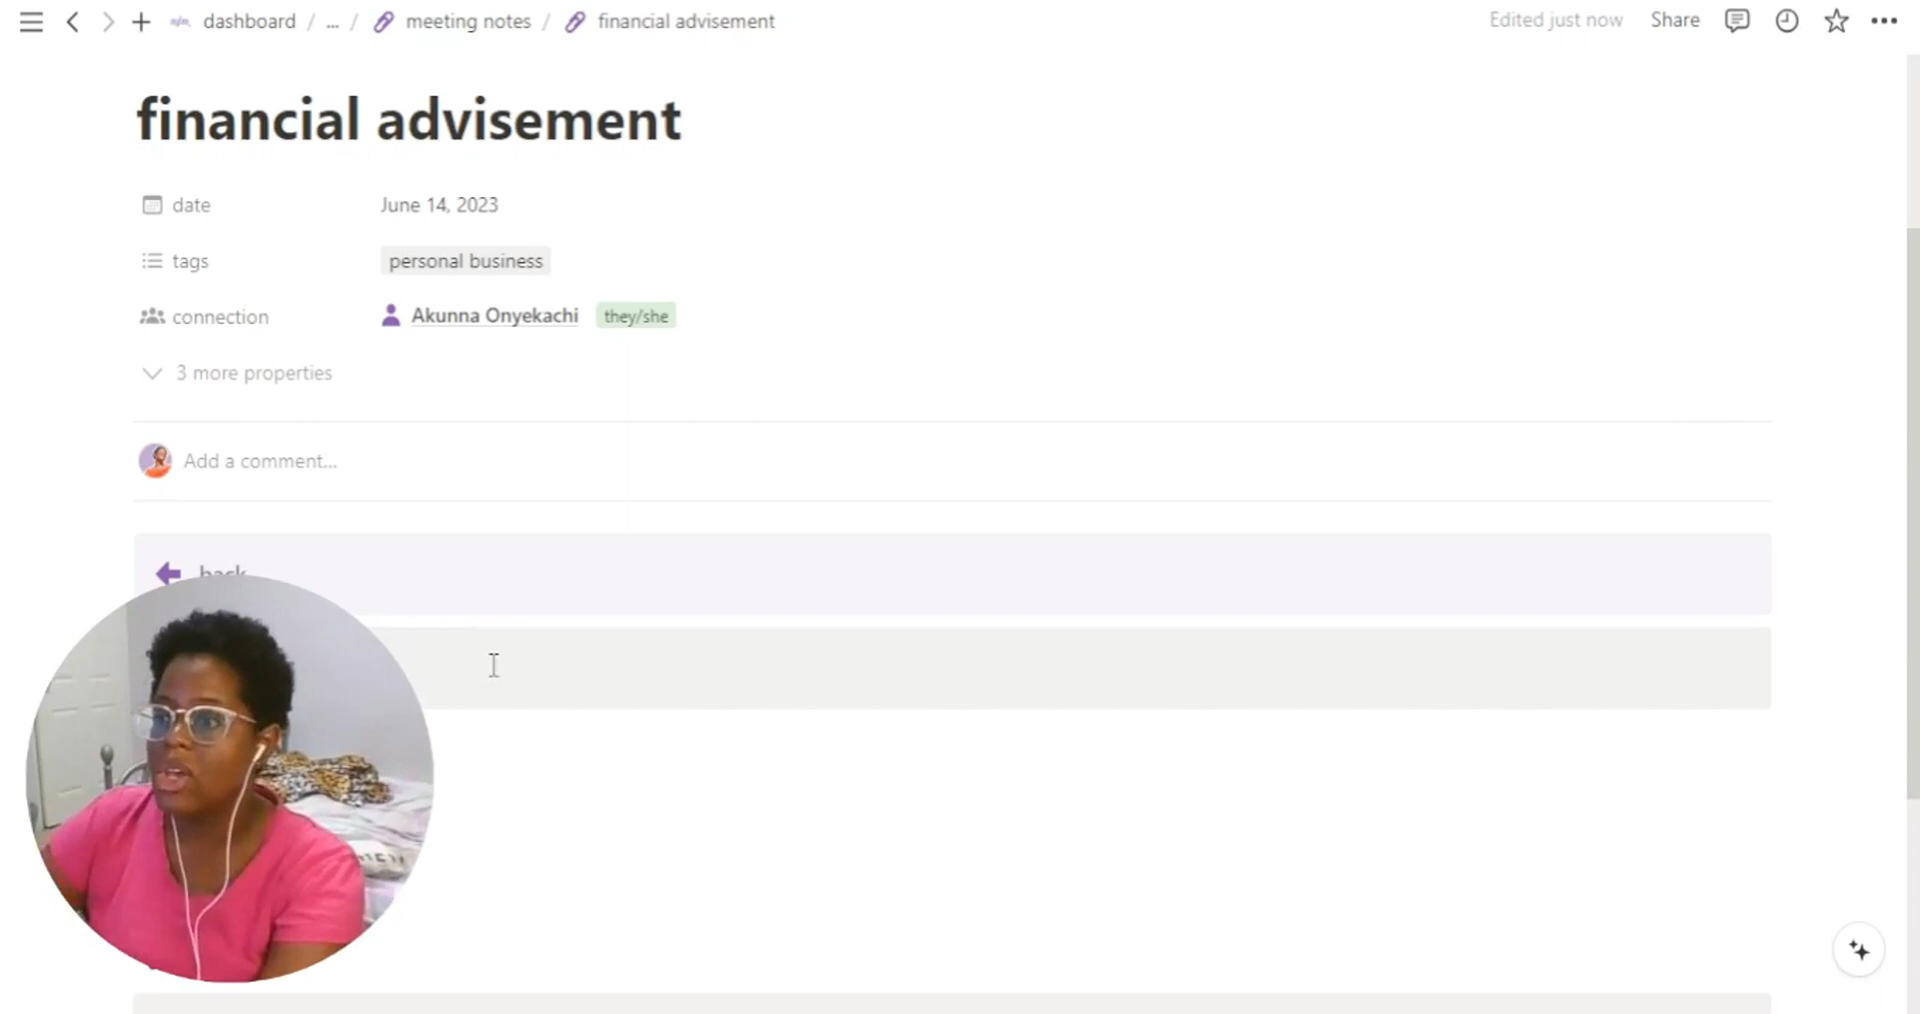 dashboard / ... / meeting notes / financial advisement
Edited just now Share
financial advisement
date June 14, 2023
tags personal business
connection Akunna Onyekachi they/she
3 more properties
Add a comment...
back